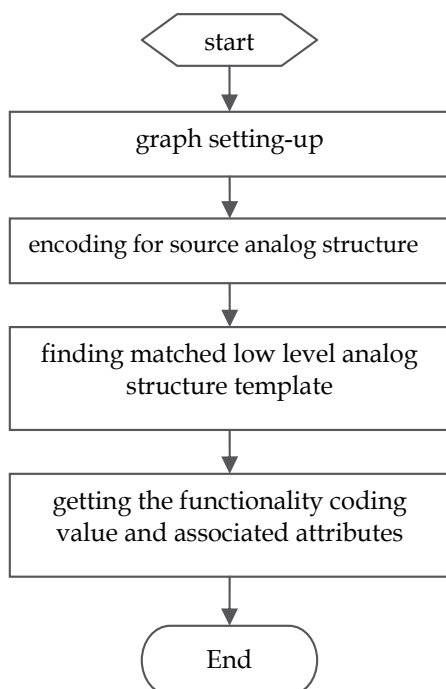 start
graph setting-up
encoding for source analog structure
finding matched low level analog
structure template
getting the functionality coding
value and associated attributes
End